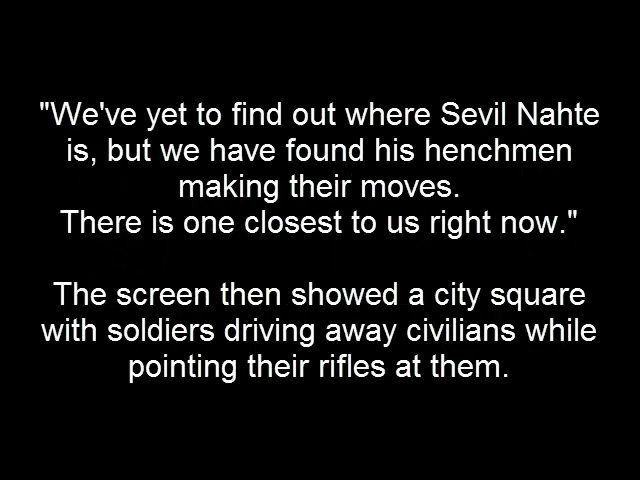 "We've yet to find out where Sevil Nahte
is, but we have found his henchmen
making their moves.
There is one closest to us right now."
The screen then showed a city square
with soldiers driving away civilians while
pointing their rifles at them.